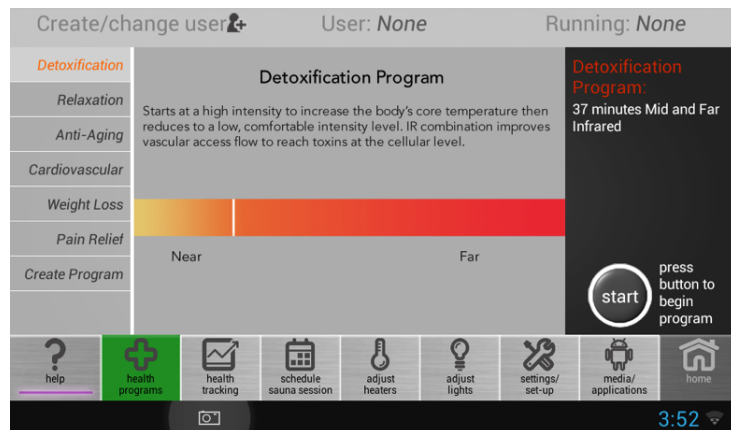 Create/change user
User: None
Running: None
Detoxification
Relaxation
Anti-Aging
Cardiovascular
Weight Loss
Pain Relief
Create Program
Detoxification Program
Starts at a high intensity to increase the body's core temperature then
reduces to a low, comfortable intensity level. IR combination improves
vascular access flow to reach toxins at the cellular level.
Near
Far
Detoxification
Program:
37 minutes Mid and Far
Infrared
start
press
button to
begin
program
help
health
programs
health
tracking
schedule
sauna session
adjust
heaters
adjust
lights
settings/
set-up
media/
applications
home
3:52